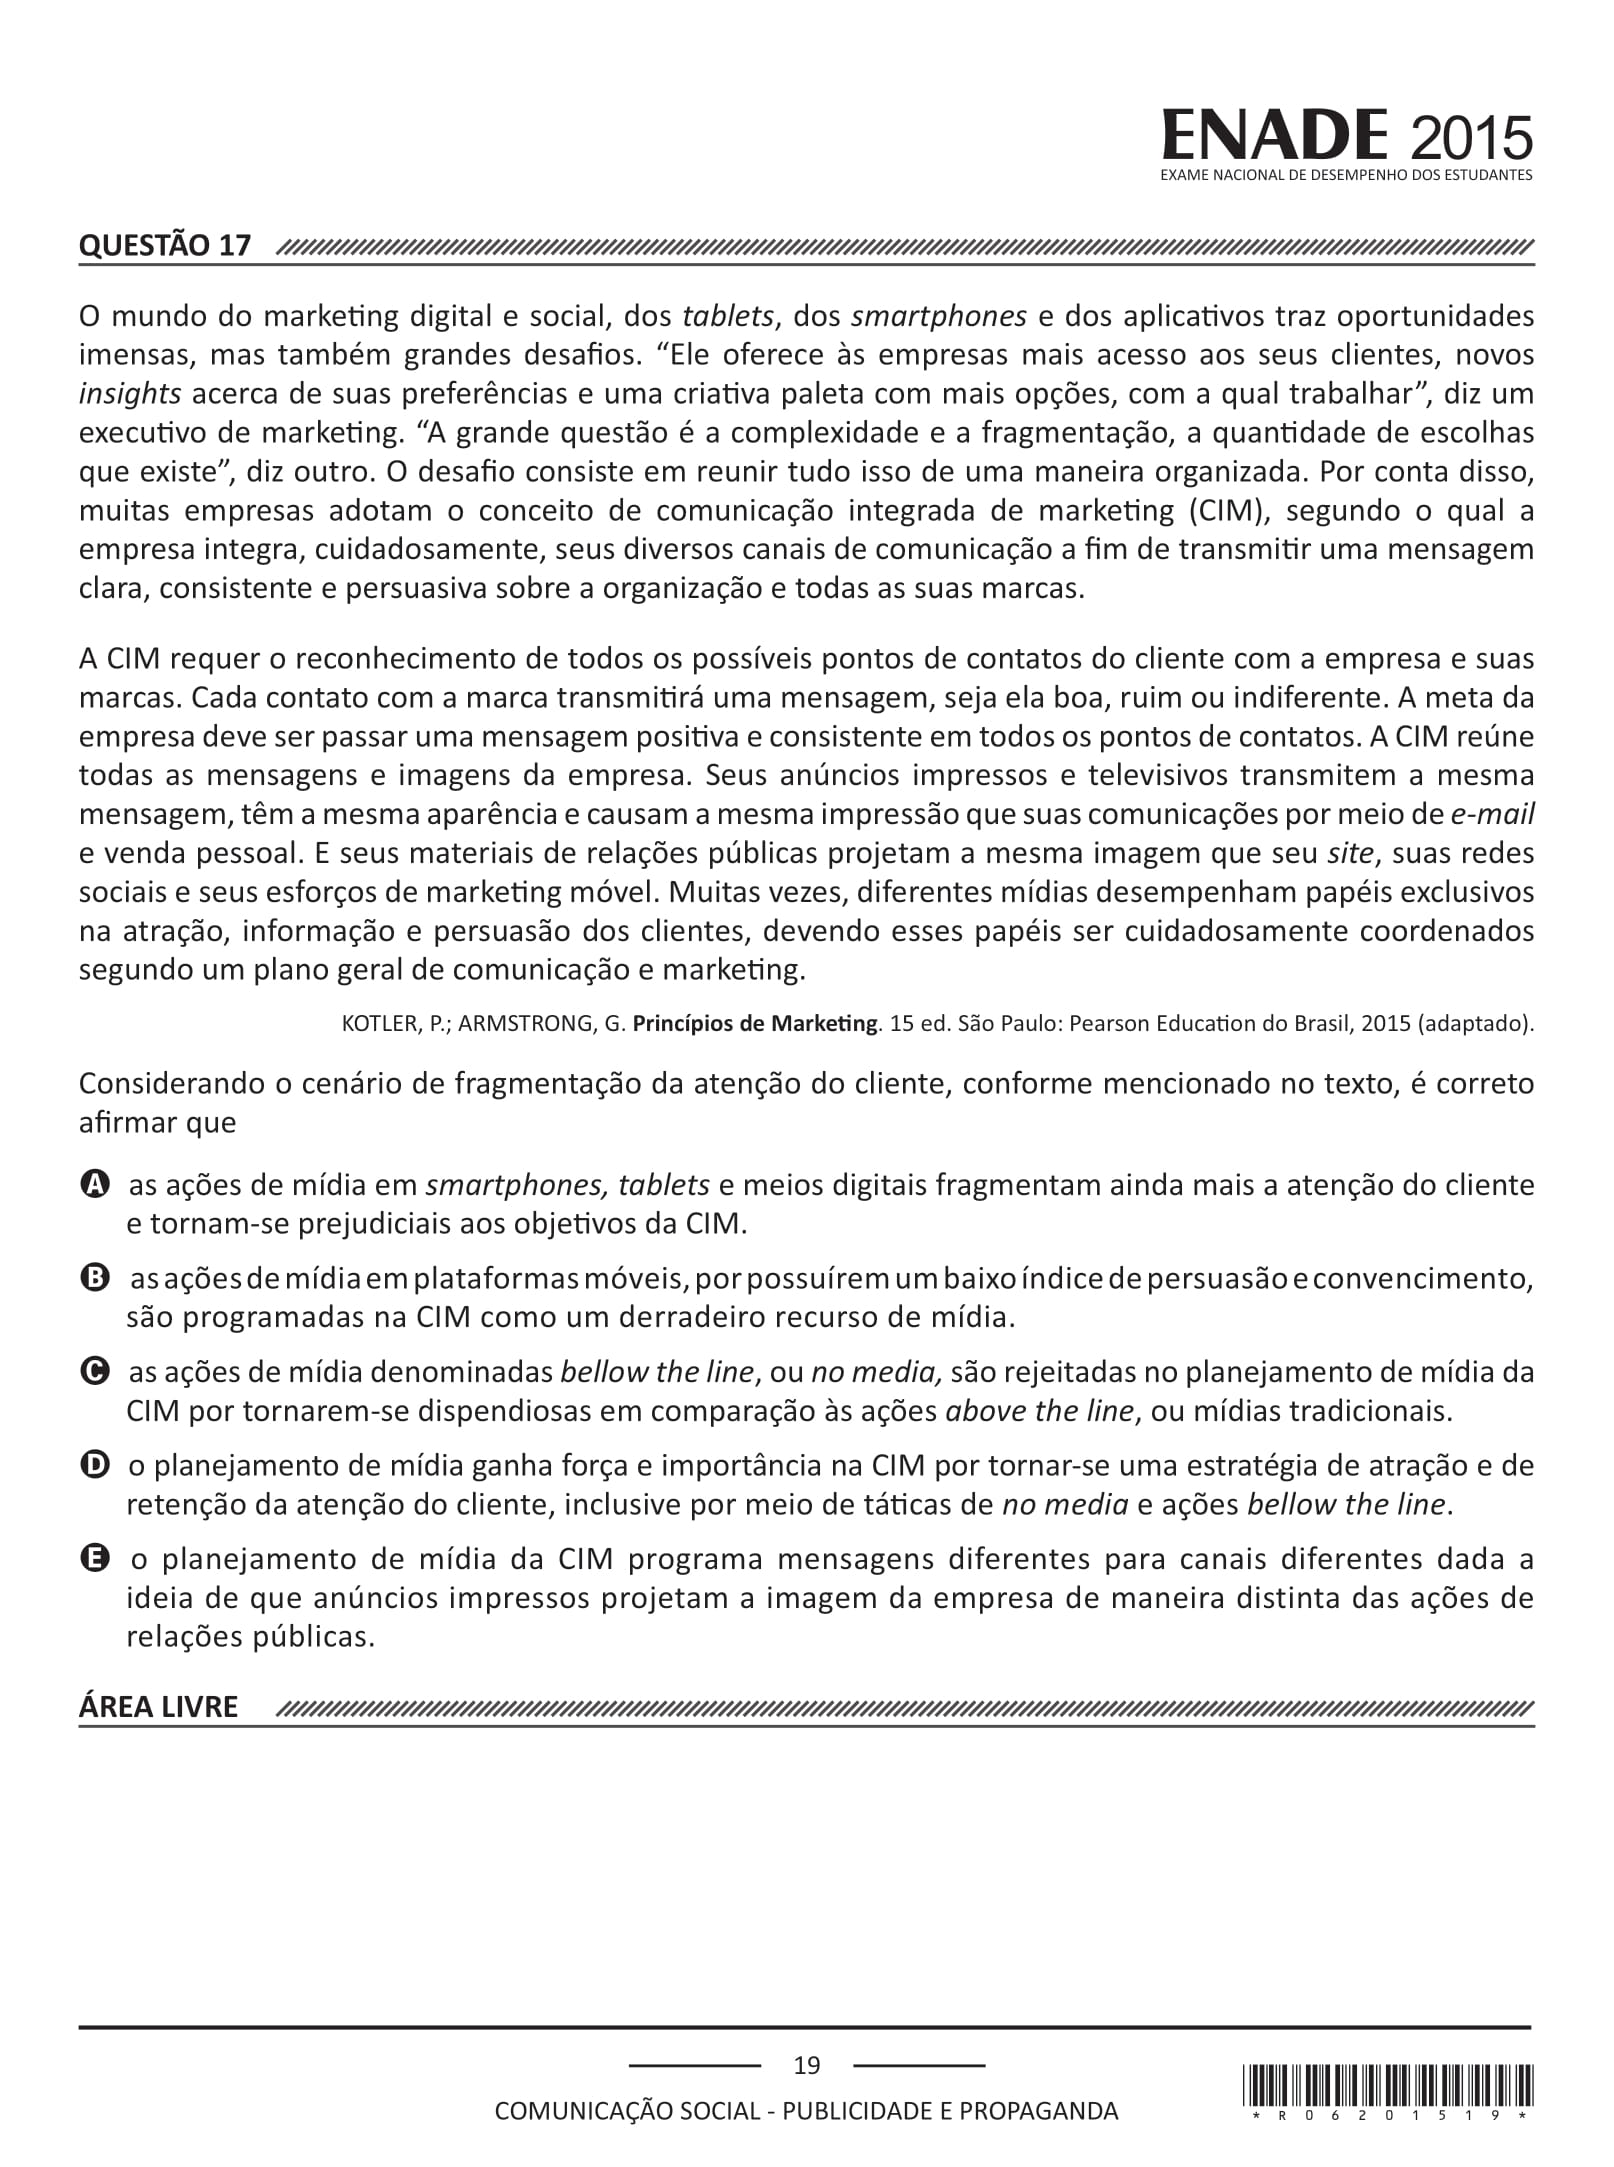 ENADE 2015
EXAME NACIONAL DE DESEMPENHO DOS ESTUDANTES
QUESTÃO 17
O mundo do marketing digital e social, dos tablets, dos smartphones e dos aplicativos traz oportunidades
imensas, mas também grandes desafios. “Ele oferece às empresas mais acesso aos seus clientes, novos
insights acerca de suas preferências e uma criativa paleta com mais opções, com a qual trabalhar”, diz um
executivo de marketing. “A grande questão é a complexidade e a fragmentação, a quantidade de escolhas
que existe”, diz outro. O desafio consiste em reunir tudo isso de uma maneira organizada. Por conta disso,
muitas empresas adotam o conceito de comunicação integrada de marketing (CIM), segundo o qual a
empresa integra, cuidadosamente, seus diversos canais de comunicação a fim de transmitir uma mensagem
clara, consistente e persuasiva sobre a organização e todas as suas marcas.
A CIM requer o reconhecimento de todos os possíveis pontos de contatos do cliente com a empresa e suas
marcas. Cada contato com a marca transmitirá uma mensagem, seja ela boa, ruim ou indiferente. A meta da
empresa deve ser passar uma mensagem positiva e consistente em todos os pontos de contatos. A CIM reúne
todas as mensagens e imagens da empresa. Seus anúncios impressos e televisivos transmitem a mesma
mensagem, têm a mesma aparência e causam a mesma impressão que suas comunicações por meio de e-mail
e venda pessoal. E seus materiais de relações públicas projetam a mesma imagem que seu site, suas redes
sociais e seus esforços de marketing móvel. Muitas vezes, diferentes mídias desempenham papéis exclusivos
na atração, informação e persuasão dos clientes, devendo esses papéis ser cuidadosamente coordenados
segundo um plano geral de comunicação e marketing.
KOTLER, P.; ARMSTRONG, G. Princípios de Marketing. 15 ed. São Paulo: Pearson Education do Brasil, 2015 (adaptado).
Considerando o cenário de fragmentação da atenção do cliente, conforme mencionado no texto, é correto
afirmar que
A as ações de mídia em smartphones, tablets e meios digitais fragmentam ainda mais a atenção do cliente
e tornam-se prejudiciais aos objetivos da CIM.
B as ações de mídia em plataformas móveis, por possuírem um baixo índice de persuasão e convencimento,
são programadas na CIM como um derradeiro recurso de mídia.
C as ações de mídia denominadas bellow the line, ou no media, são rejeitadas no planejamento de mídia da
CIM por tornarem-se dispendiosas em comparação às ações above the line, ou mídias tradicionais.
D o planejamento de mídia ganha força e importância na CIM por tornar-se uma estratégia de atração e de
retenção da atenção do cliente, inclusive por meio de táticas de no media e ações bellow the line.
E o planejamento de mídia da CIM programa mensagens diferentes para canais diferentes dada a
ideia de que anúncios impressos projetam a imagem da empresa de maneira distinta das ações de
relações públicas.
ÁREA LIVRE
19
COMUNICAÇÃO SOCIAL - PUBLICIDADE E PROPAGANDA
* R 0 6 2 0 1 5 1 9 *